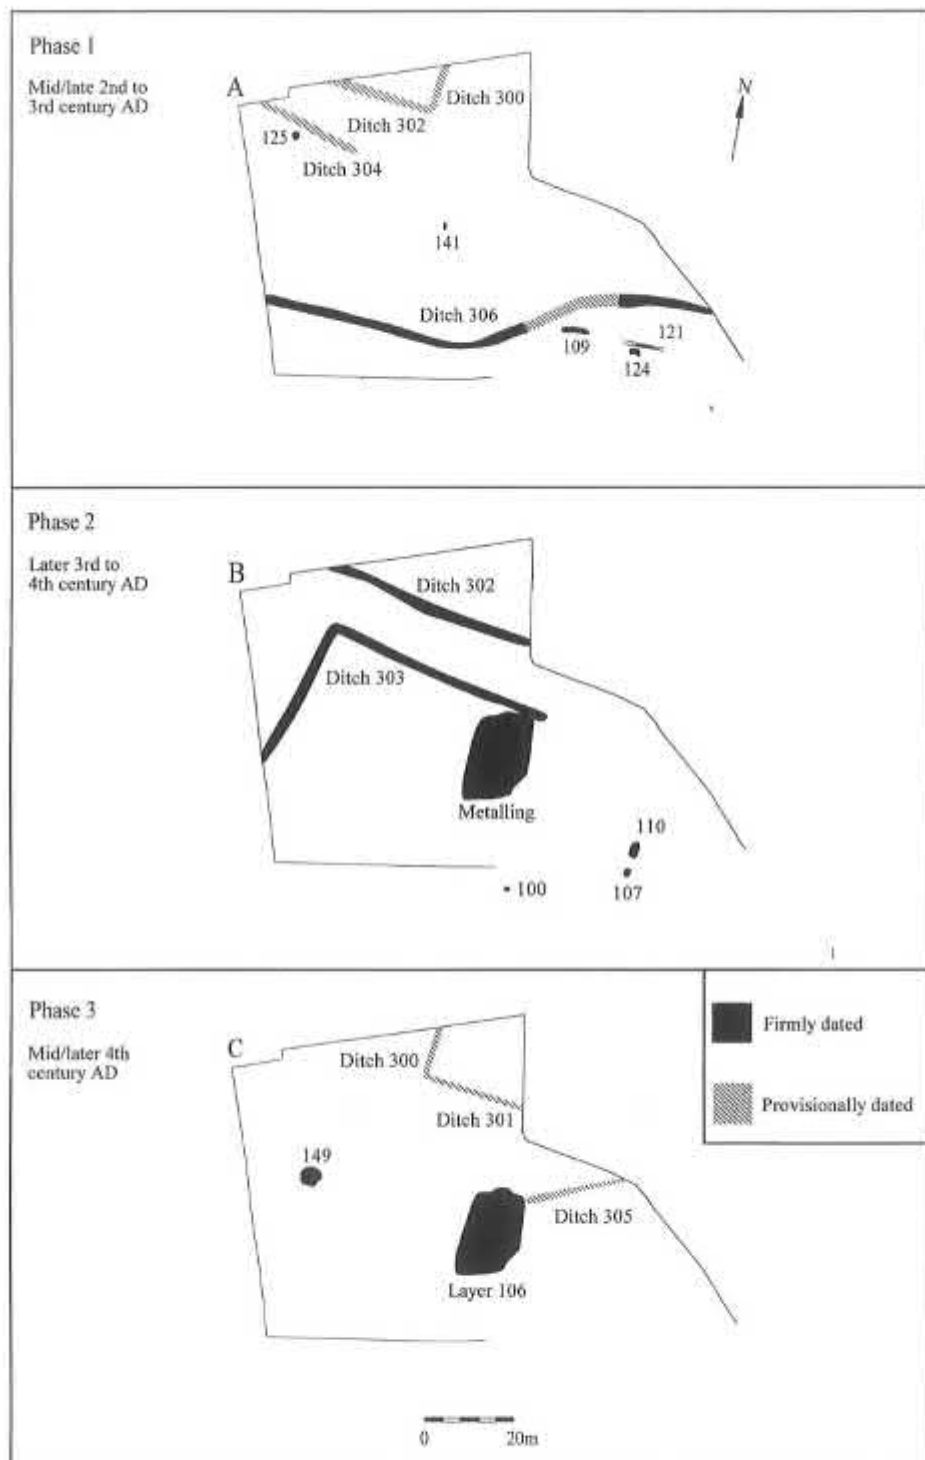 Phase 1
Mid/late 2nd to
3rd century AD
A
N
Ditch 300
Ditch 302
125
Ditch 304
141
Ditch 306
109
121
124
Phase 2
Later 3rd to
4th century AD
B
Ditch 302
Ditch 303
Metalling
110
100
107
Phase 3
Mid/later 4th
century AD
C
Ditch 300
Ditch 301
149
Ditch 305
Layer 106
Firmly dated
Provisionally dated
0
20m